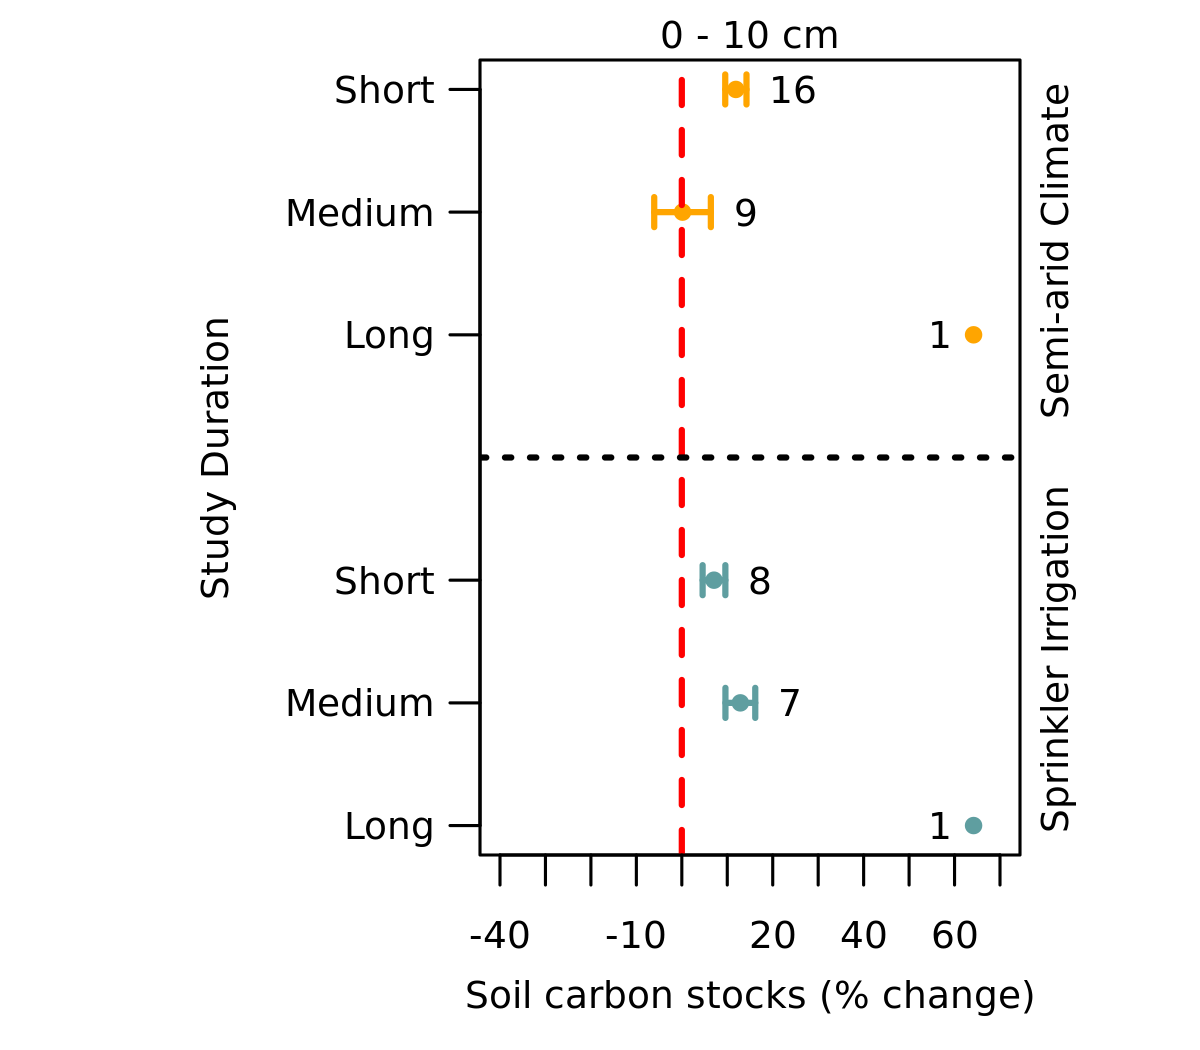 0 - 10 cm
Short
16
Medium
9
Long
1
Semi-arid Climate
Study Duration
Short
8
Medium
7
Long
1
Sprinkler Irrigation
-40 -10 20 40 60
Soil carbon stocks (% change)